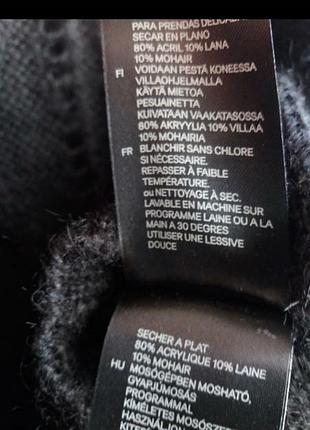 PARA PRENDAS DELICADAS
SECAR EN PLANO
80% ACRIL 10% LANA
10% MOHAIR
FI VOIDAAN PESTÄ KONEESSA
VILLAOHJELMALLA
KÄYTÄ MIETOA
PESUAINETTA
KUIVATAAN VAAKATASOSSA
80% AKRYYLIA 10% VILLAA
10% MOHAIRIA
FR BLANCHIR SANS CHLORE
SI NÉCESSAIRE.
REPASSER À FAIBLE
TEMPÉRATURE.
OU NETTOYAGE À SEC.
LAVABLE EN MACHINE SUR
PROGRAMME LAINE OU A LA
MAIN A 30 DEGRES
UTILISER UNE LESSIVE
DOUCE
SECHER A PLAT
80% ACRYLIQUE 10% LAINE
10% MOHAIR
HU MOSÓGÉPBEN MOSHATÓ,
GYAPJÚMOSÁS
PROGRAMMAL
KÍMÉLETES MOSÓSZE